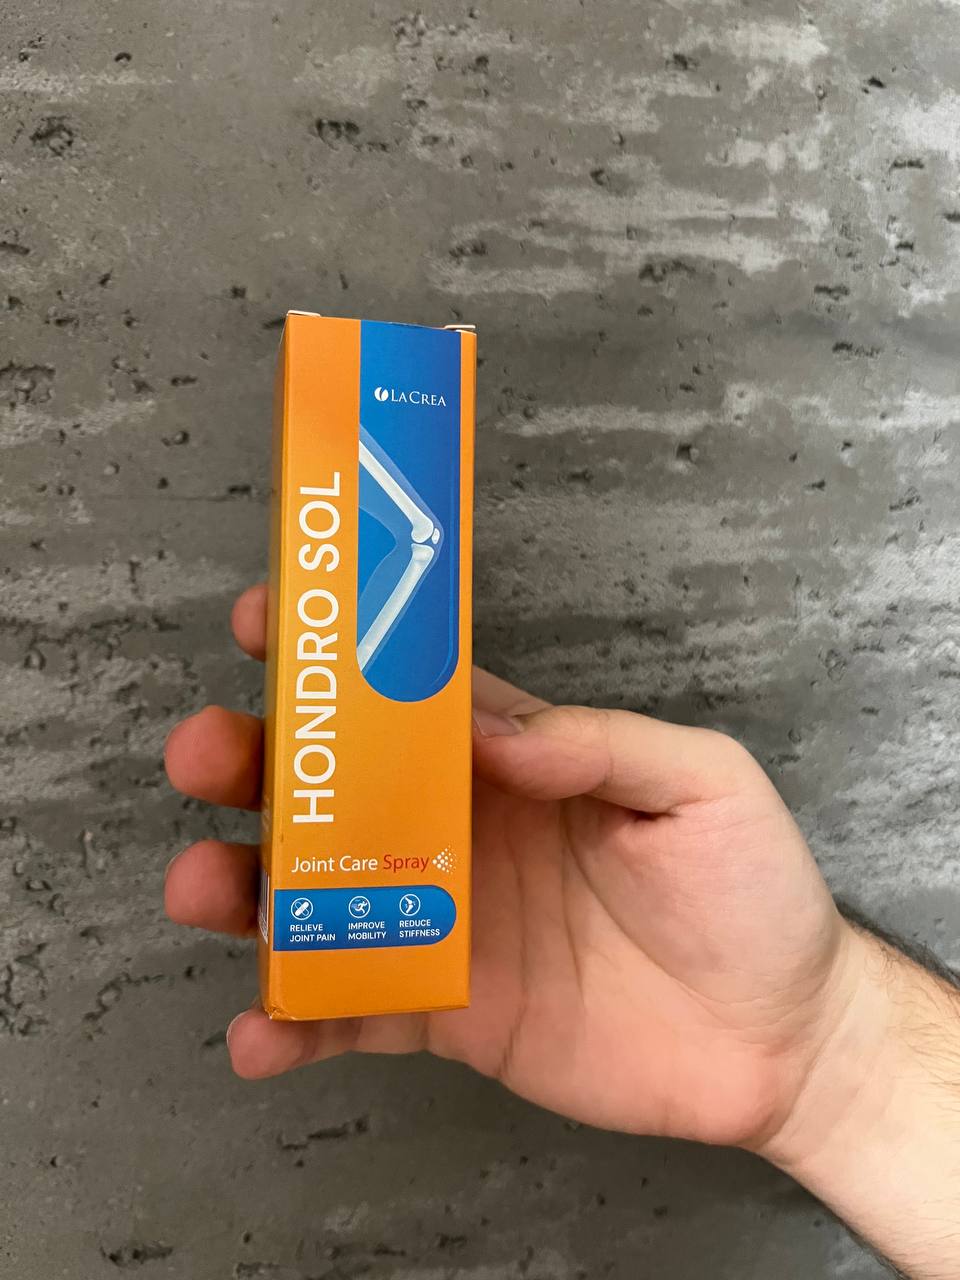 LACREA
HONDRO SOL
Joint Care Spray
RELIEVE
JOINT PAIN
IMPROVE
MOBILITY
REDUCE
STIFFNESS